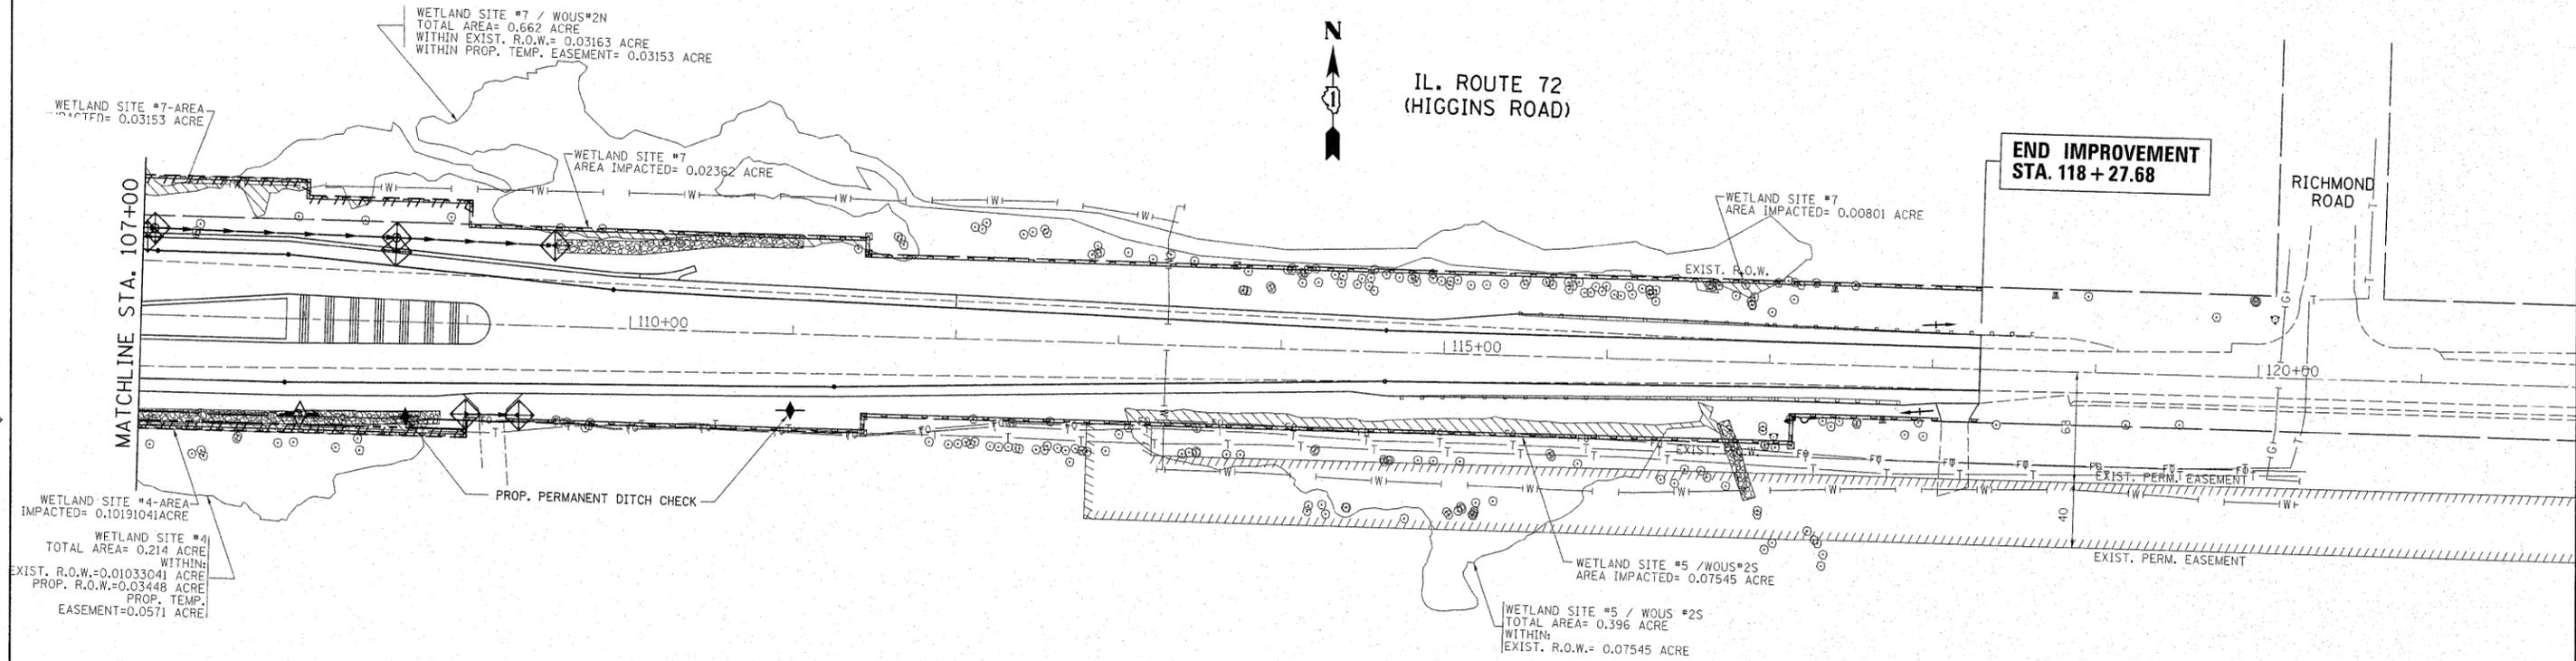 WETLAND SITE #7 / WOUS#2N
TOTAL AREA= 0.662 ACRE
WITHIN EXIST. R.O.W.= 0.03163 ACRE
WITHIN PROP. TEMP. EASEMENT= 0.03153 ACRE
N
IL. ROUTE 72
(HIGGINS ROAD)
WETLAND SITE #7-AREA
IMPACTED= 0.03153 ACRE
WETLAND SITE #7
AREA IMPACTED= 0.02362 ACRE
END IMPROVEMENT
STA. 118+27.68
RICHMOND
ROAD
WETLAND SITE #7
AREA IMPACTED= 0.00801 ACRE
MATCHLINE STA. 107+00
EXIST. R.O.W.
110+00
115+00
120+00
68
EXIST. R.O.W.
EXIST. PERM. EASEMENT
PROP. PERMANENT DITCH CHECK
40
WETLAND SITE #4-AREA
IMPACTED= 0.10191041ACRE
WETLAND SITE #4
TOTAL AREA= 0.214 ACRE
WITHIN:
EXIST. R.O.W.=0.01033041 ACRE
PROP. R.O.W.=0.03448 ACRE
PROP. TEMP.
EASEMENT=0.0571 ACRE
WETLAND SITE #5 /WOUS#2S
AREA IMPACTED= 0.07545 ACRE
EXIST. PERM. EASEMENT
WETLAND SITE #5 / WOUS #2S
TOTAL AREA= 0.396 ACRE
WITHIN:
EXIST. R.O.W.= 0.07545 ACRE